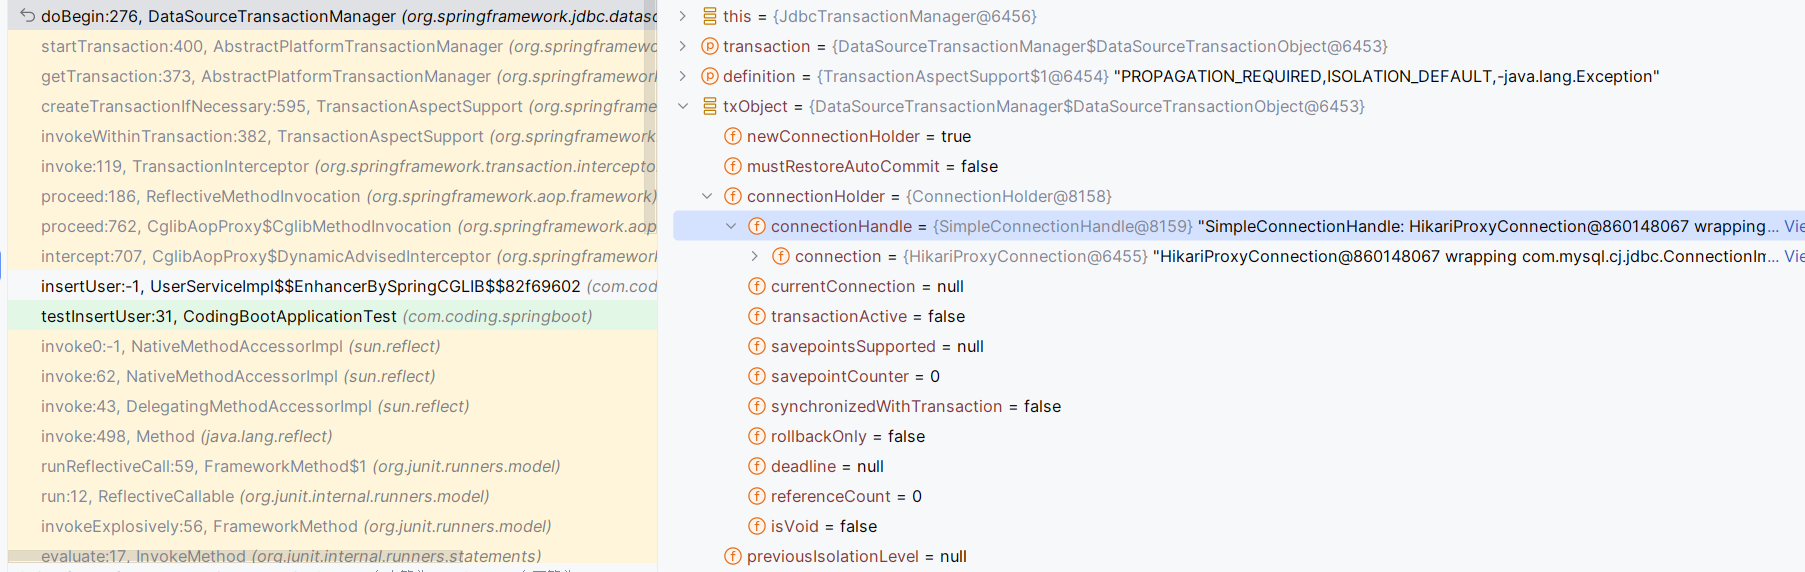 doBegin:276, DataSourceTransactionManager (org.springframework.jdbc.datasc
startTransaction:400, AbstractPlatformTransactionManager (org.springframewo
getTransaction:373, AbstractPlatformTransactionManager (org.springframework
createTransactionIfNecessary:595, TransactionAspectSupport (org.springframe
invokeWithinTransaction:382, TransactionAspectSupport (org.springframework
invoke:119, TransactionInterceptor (org.springframework.transaction.intercepto
proceed:186, ReflectiveMethodInvocation (org.springframework.aop.framework)
proceed:762, CglibAopProxy$CglibMethodInvocation (org.springframework.aop
intercept:707, CglibAopProxy$DynamicAdvisedInterceptor (org.springframework
insertUser:-1, UserServiceImpl$$EnhancerBySpringCGLIB$$82f69602 (com.cod
testInsertUser:31, CodingBootApplicationTest (com.coding.springboot)
invoke0:-1, NativeMethodAccessorImpl (sun.reflect)
invoke:62, NativeMethodAccessorImpl (sun.reflect)
invoke:43, DelegatingMethodAccessorImpl (sun.reflect)
invoke:498, Method (java.lang.reflect)
runReflectiveCall:59, FrameworkMethod$1 (org.junit.runners.model)
run:12, ReflectiveCallable (org.junit.internal.runners.model)
invokeExplosively:56, FrameworkMethod (org.junit.runners.model)
evaluate:17, InvokeMethod (org.junit.internal.runners.statements)
this = {JdbcTransactionManager@6456}
transaction = {DataSourceTransactionManager$DataSourceTransactionObject@6453}
definition = {TransactionAspectSupport$1@6454} "PROPAGATION_REQUIRED,ISOLATION_DEFAULT,-java.lang.Exception"
txObject = {DataSourceTransactionManager$DataSourceTransactionObject@6453}
newConnectionHolder = true
mustRestoreAutoCommit = false
connectionHolder = {ConnectionHolder@8158}
connectionHandle = {SimpleConnectionHandle@8159} "SimpleConnectionHandle: HikariProxyConnection@860148067 wrapping... Vie
connection = {HikariProxyConnection@6455} "HikariProxyConnection@860148067 wrapping com.mysql.cj.jdbc.ConnectionIm... Vie
currentConnection = null
transactionActive = false
savepointsSupported = null
savepointCounter = 0
synchronizedWithTransaction = false
rollbackOnly = false
deadline = null
referenceCount = 0
isVoid = false
previousIsolationLevel = null